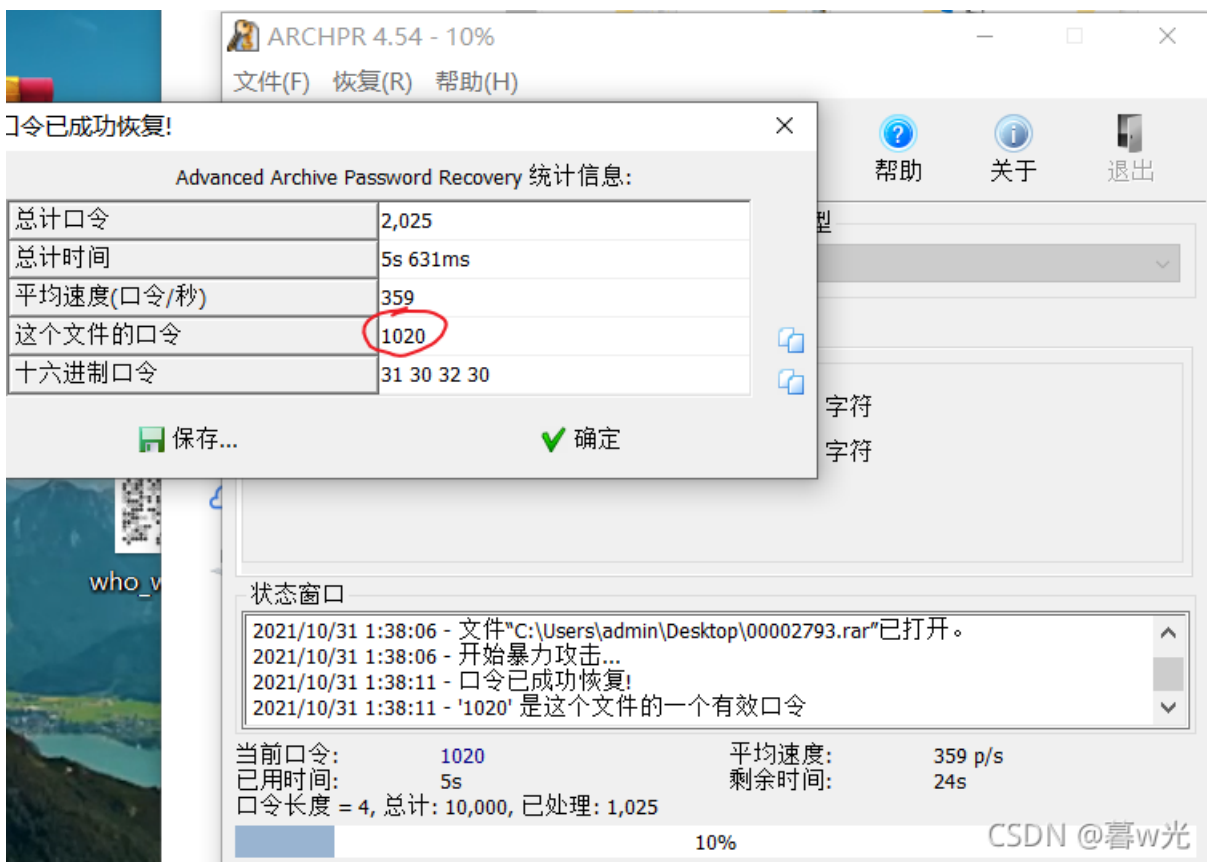 ARCHPR 4.54 - 10%
文件(F) 恢复(R) 帮助(H)
口令已成功恢复!
帮助 关于 退出
Advanced Archive Password Recovery 统计信息:
型
总计口令 2,025
总计时间 5s 631ms
平均速度(口令/秒) 359
这个文件的口令 1020
十六进制口令 31 30 32 30
字符
保存... 确定
字符
who_w
状态窗口
2021/10/31 1:38:06 - 文件“C:\Users\admin\Desktop\00002793.rar”已打开。
2021/10/31 1:38:06 - 开始暴力攻击...
2021/10/31 1:38:11 - 口令已成功恢复!
2021/10/31 1:38:11 - '1020' 是这个文件的一个有效口令
当前口令: 1020 平均速度: 359 p/s
已用时间: 5s 剩余时间: 24s
口令长度 = 4, 总计: 10,000, 已处理: 1,025
10%
CSDN @暮w光